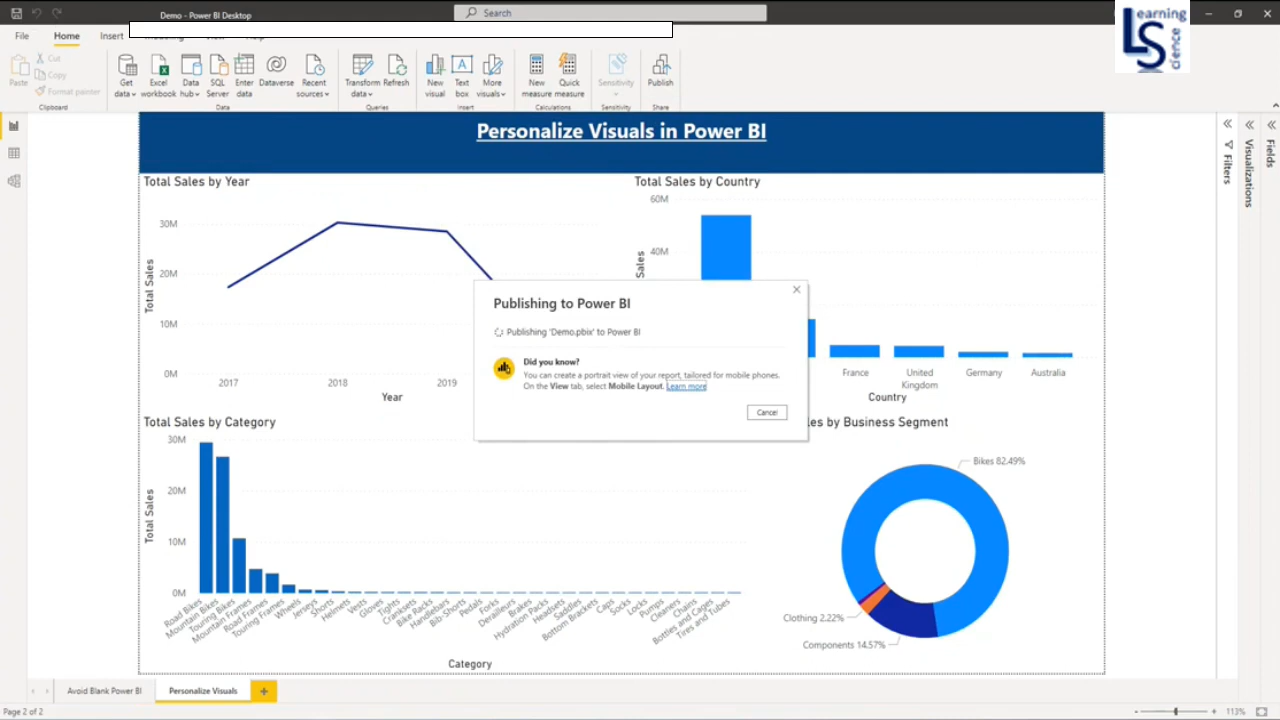 Demo - Power BI Desktop
Search
Learning
Science
File
Home
Insert
Paste
Cut
Copy
Format painter
Clipboard
Get data
Excel workbook
Data hub
SQL Server
Enter data
Dataverse
Recent sources
Data
Transform data
Refresh
Queries
New visual
Text box
More visuals
Insert
New measure
Quick measure
Calculations
Sensitivity
Sensitivity
Publish
Share
Personalize Visuals in Power BI
Filters
Visualizations
Fields
Total Sales by Year
30M
20M
10M
0M
Total Sales
2017
2018
2019
Year
Total Sales by Country
60M
40M
Sales
France
United Kingdom
Germany
Australia
Country
Publishing to Power BI
Publishing 'Demo.pbix' to Power BI
Did you know?
You can create a portrait view of your report, tailored for mobile phones.
On the View tab, select Mobile Layout. Learn more
Cancel
Total Sales by Category
30M
20M
10M
0M
Total Sales
Road Bikes
Mountain Bikes
Touring Bikes
Mountain Frames
Road Frames
Touring Frames
Wheels
Jerseys
Shorts
Helmets
Vests
Gloves
Tights
Cranksets
Bike Racks
Handlebars
Bib-Shorts
Pedals
Forks
Derailleurs
Brakes
Hydration Packs
Headsets
Saddles
Bottom Brackets
Caps
Socks
Locks
Pumps
Cleaners
Chains
Bottles and Cages
Tires and Tubes
Category
les by Business Segment
Bikes 82.49%
Clothing 2.22%
Components 14.57%
Avoid Blank Power BI
Personalize Visuals
+
Page 2 of 2
- + 113%